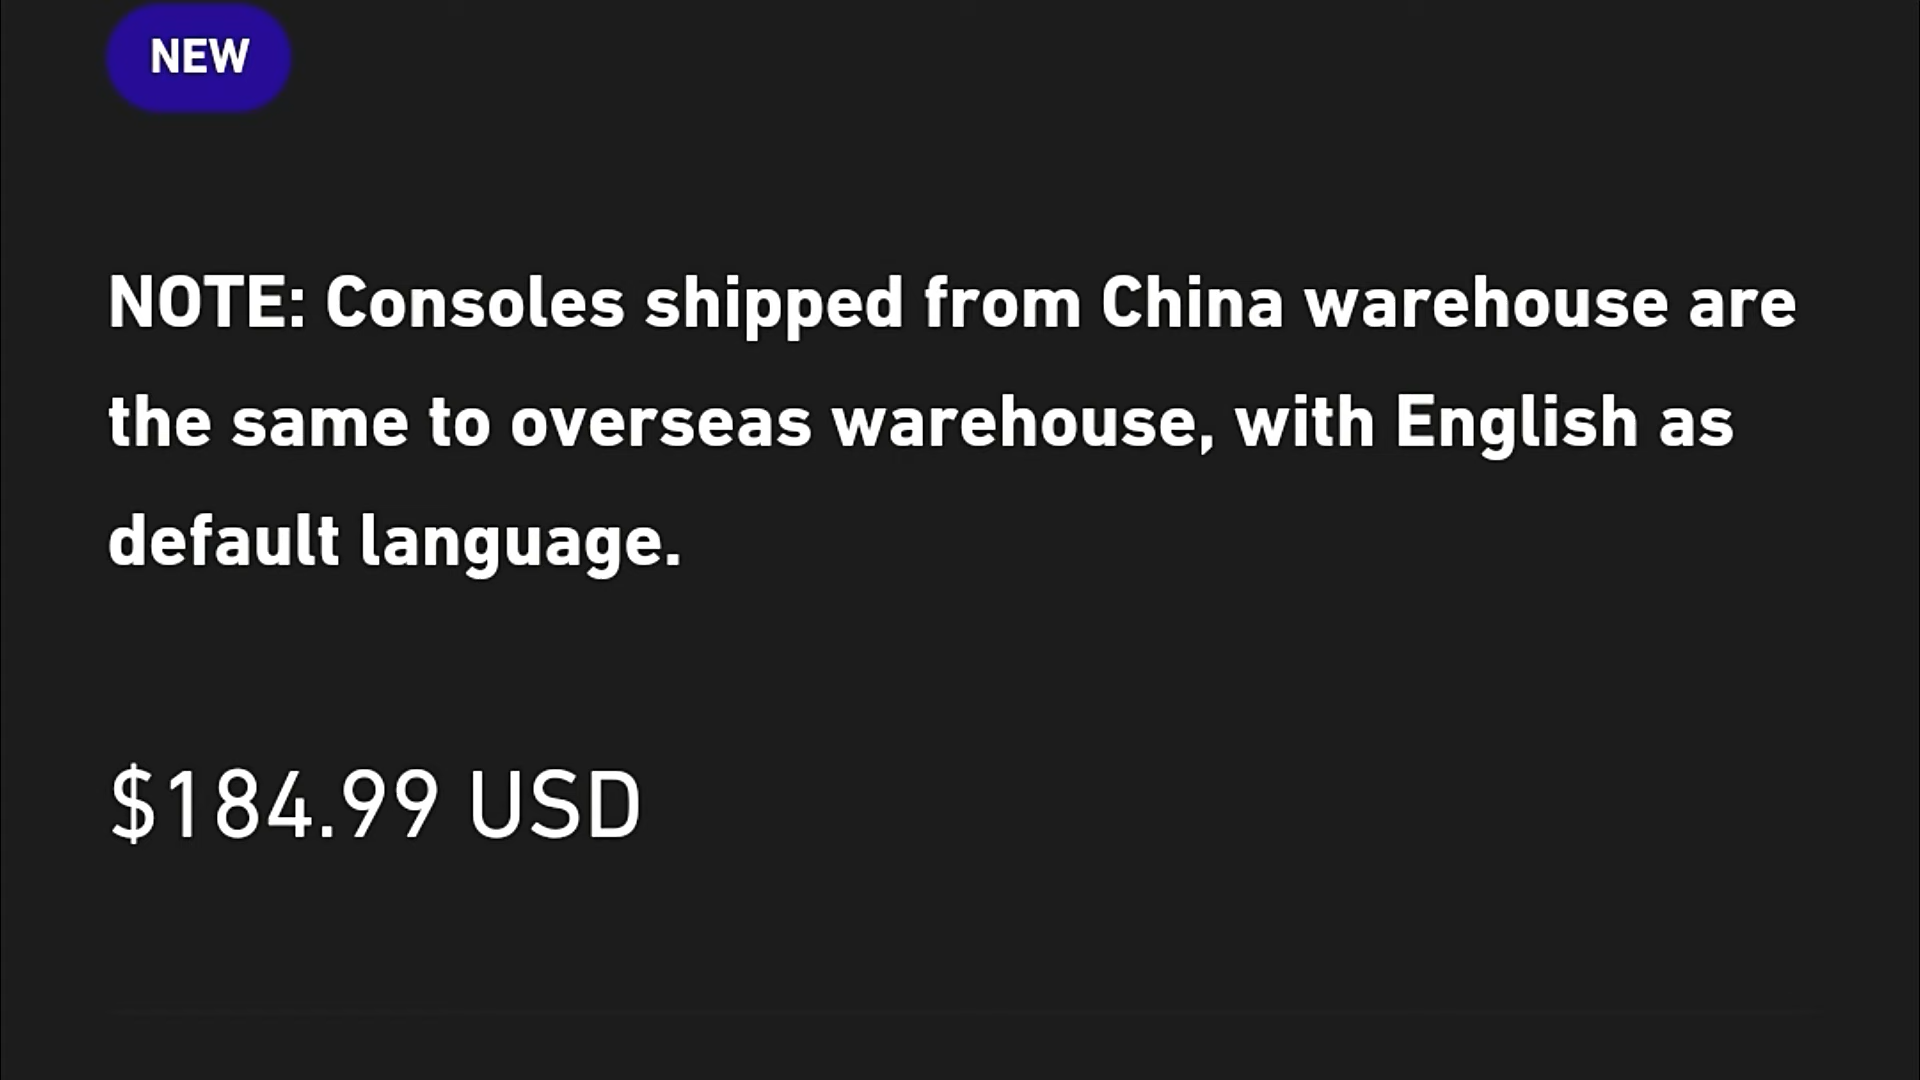 NEW
NOTE: Consoles shipped from China warehouse are
the same to overseas warehouse, with English as
default language.
$184.99 USD